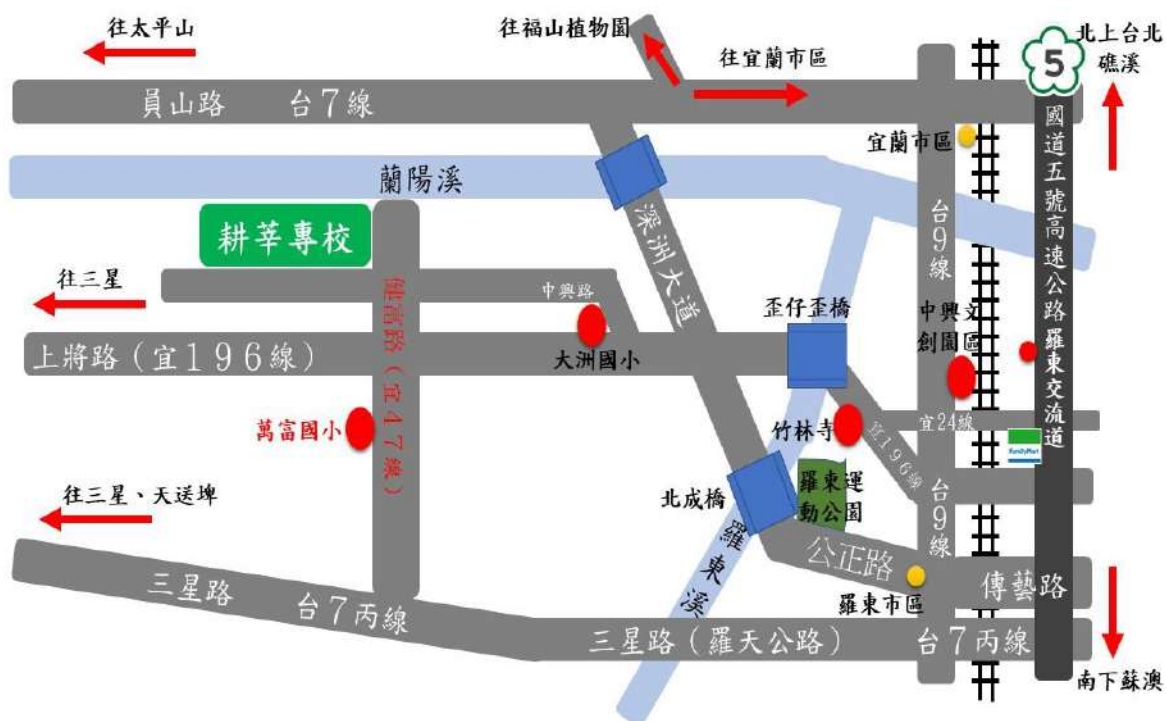 往太平山
往福山植物園
往宜蘭市區
5
北上台北
礁溪
員山路 台7線
宜蘭市區
國道五號高速公路羅東交流道
蘭陽溪
耕莘專校
深洲大道
台9線
往三星
中興路
健富路(宜47線)
歪仔歪橋
中興文
創園區
上將路(宜196線)
大洲國小
萬富國小
竹林寺
宜24線
宜196線
FamilyMart
往三星、天送埤
北成橋
羅東運
動公園
台9線
羅東溪
公正路
三星路 台7丙線
羅東市區
傳藝路
三星路(羅天公路) 台7丙線
南下蘇澳